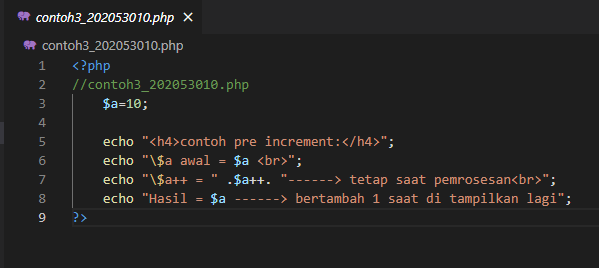 contoh3_202053010.php ×
contoh3_202053010.php
1 <?php
2 //contoh3_202053010.php
3 $a=10;
4
5 echo "<h4>contoh pre increment:</h4>";
6 echo "\$a awal = $a <br>";
7 echo "\$a++ = " .$a++. "------> tetap saat pemrosesan<br>";
8 echo "Hasil = $a ------> bertambah 1 saat di tampilkan lagi";
9 ?>